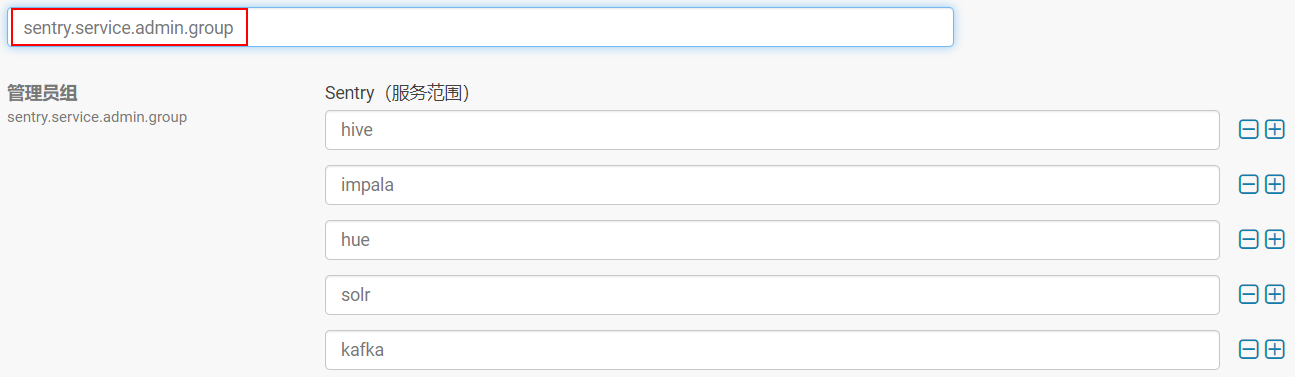 sentry.service.admin.group
管理员组
Sentry（服务范围）
sentry.service.admin.group
hive
impala
hue
solr
kafka